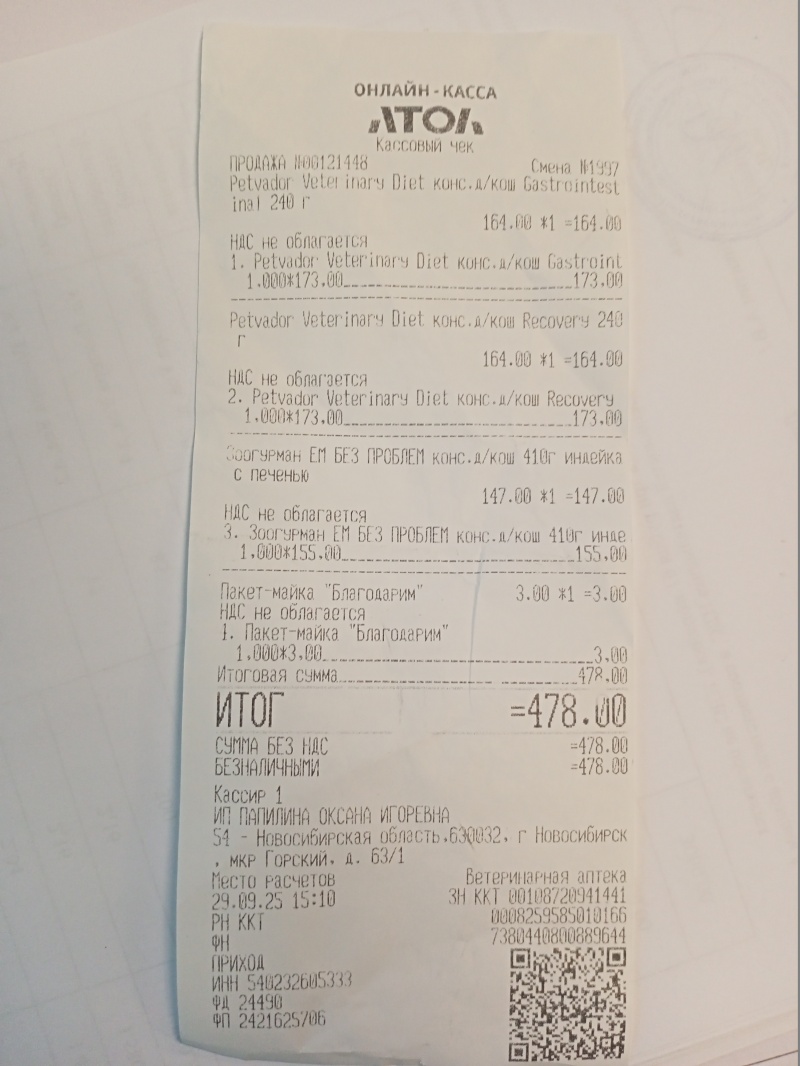 ОНЛАЙН-КАССА
АТОЛ
Кассовый чек
ПРОДАЖА №00121448 Смена №1997
Petvador Veterinary Diet конс.д/кош Gastrointest
inal 240 г
164.00 *1 =164.00
НДС не облагается
1. Petvador Veterinary Diet конс.д/кош Gastroint
1.000*173.00 173.00
Petvador Veterinary Diet конс.д/кош Recovery 240
г
164.00 *1 =164.00
НДС не облагается
2. Petvador Veterinary Diet конс.д/кош Recovery
1.000*173.00 173.00
Зоогурман ЕМ БЕЗ ПРОБЛЕМ конс.д/кош 410г индейка
с печенью
147.00 *1 =147.00
НДС не облагается
3. Зоогурман ЕМ БЕЗ ПРОБЛЕМ конс.д/кош 410г инде
1.000*155.00 155.00
Пакет-майка "Благодарим" 3.00 *1 =3.00
НДС не облагается
4. Пакет-майка "Благодарим"
1.000*3.00 3.00
Итоговая сумма 478.00
ИТОГ =478.00
СУММА БЕЗ НДС =478.00
БЕЗНАЛИЧНЫМИ =478.00
Кассир 1
ИП ПАПИЛИНА ОКСАНА ИГОРЕВНА
54 - Новосибирская область,630032, г Новосибирск
, мкр Горский, д. 63/1
Место расчетов Ветеринарная аптека
29.09.25 15:10 ЗН ККТ 00108720941441
РН ККТ 0008259585010166
ФН 7380440800889644
ПРИХОД
ИНН 540232605333
ФД 24490
ФП 2421625706